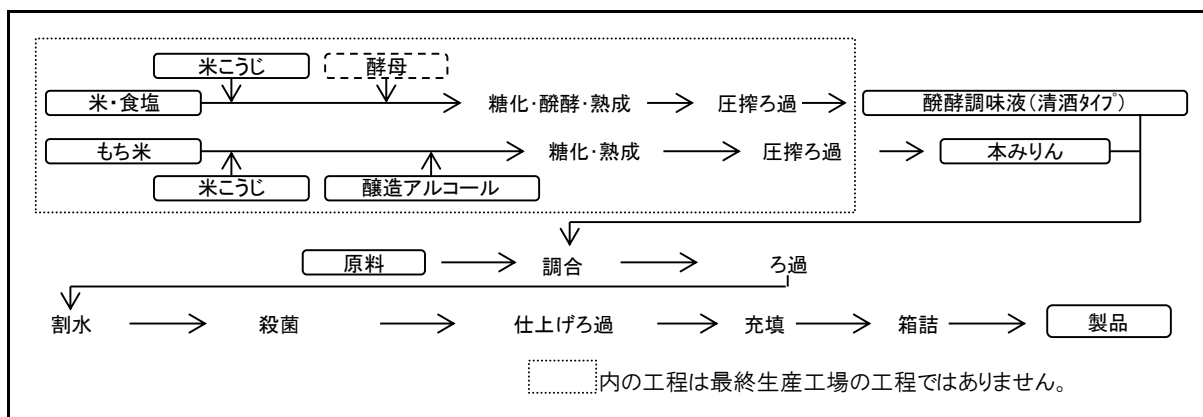 米こうじ 酵母
米・食塩 糖化・醗酵・熟成 圧搾ろ過 醗酵調味液(清酒タイプ)
もち米 糖化・熟成 圧搾ろ過 本みりん
米こうじ 醸造アルコール
原料 調合 ろ過
割水 殺菌 仕上げろ過 充填 箱詰 製品
内の工程は最終生産工場の工程ではありません。